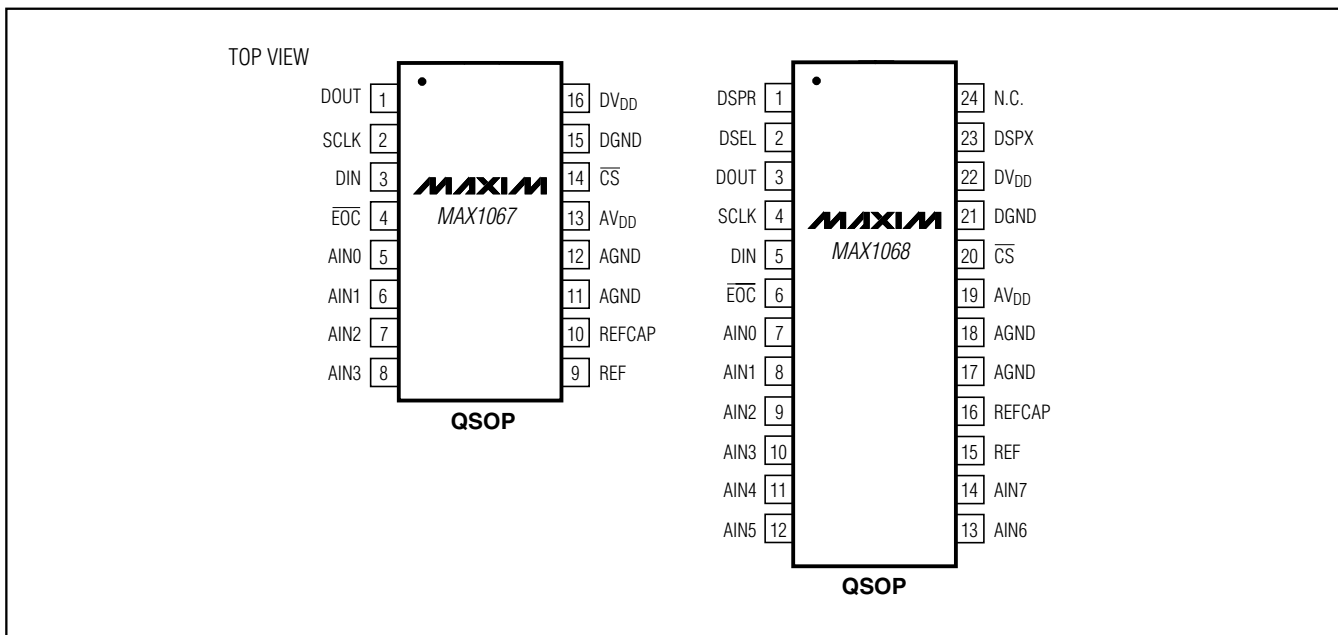 TOP VIEW
DOUT 1
SCLK 2
DIN 3
E̅O̅C̅ 4
AIN0 5
AIN1 6
AIN2 7
AIN3 8
MAXIM
MAX1067
16 DVDD
15 DGND
14 C̅S̅
13 AVDD
12 AGND
11 AGND
10 REFCAP
9 REF
QSOP
DSPR 1
DSEL 2
DOUT 3
SCLK 4
DIN 5
E̅O̅C̅ 6
AIN0 7
AIN1 8
AIN2 9
AIN3 10
AIN4 11
AIN5 12
MAXIM
MAX1068
24 N.C.
23 DSPX
22 DVDD
21 DGND
20 C̅S̅
19 AVDD
18 AGND
17 AGND
16 REFCAP
15 REF
14 AIN7
13 AIN6
QSOP